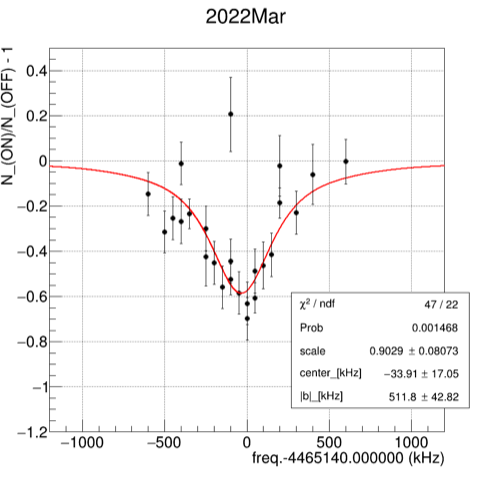 2022Mar
N_(ON)/N_(OFF) - 1
0.4
0.2
0
−0.2
−0.4
−0.6
−0.8
−1
−1.2
χ² / ndf 47 / 22
Prob 0.001468
scale 0.9029 ± 0.08073
center_[kHz] −33.91 ± 17.05
|b|_[kHz] 511.8 ± 42.82
−1000 −500 0 500 1000
freq.-4465140.000000 (kHz)